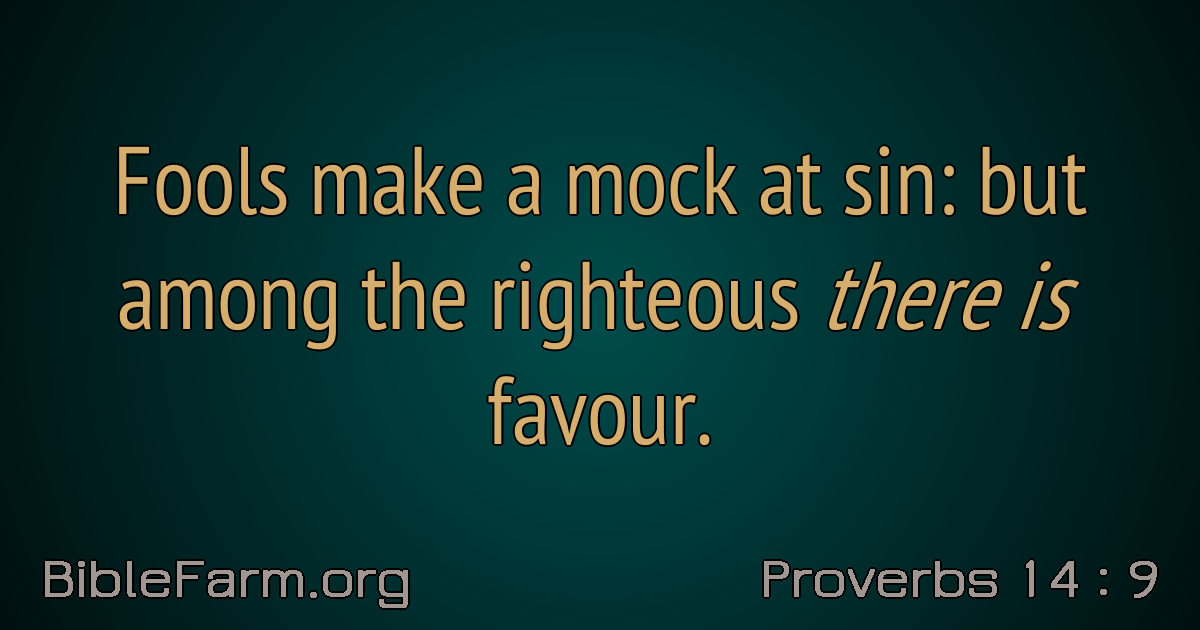 Fools make a mock at sin: but
among the righteous there is
favour.
BibleFarm.org
Proverbs 14 : 9